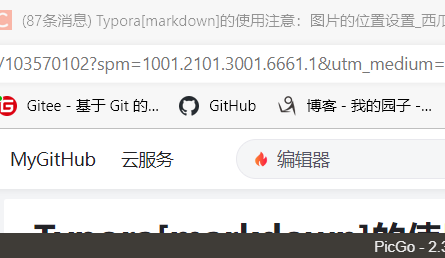 (87条消息) Typora[markdown]的使用注意：图片的位置设置_西瓜
/103570102?spm=1001.2101.3001.6661.1&utm_medium=
Gitee - 基于 Git 的... GitHub 博客 - 我的园子 -
MyGitHub 云服务 编辑器
Typora[markdown]的使
PicGo - 2.3